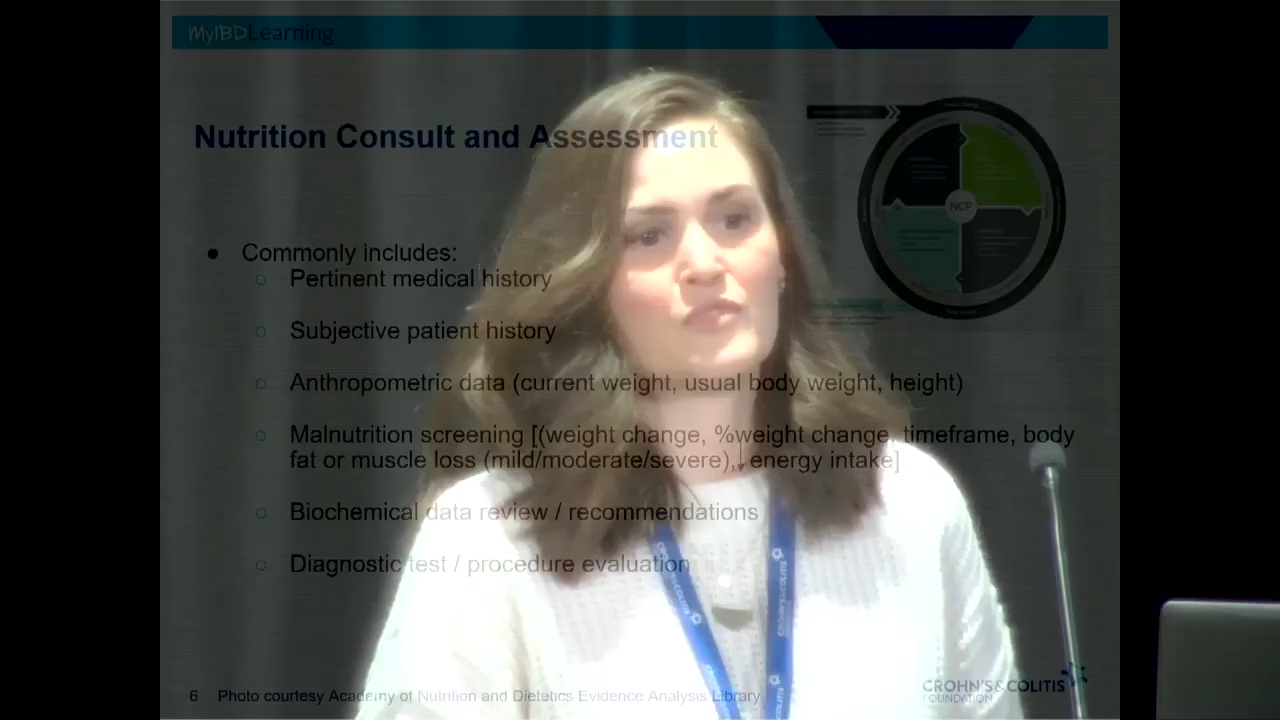 MyIBDLearning
Nutrition Consult and Assessment
NCP
● Commonly includes:
○ Pertinent medical history
○ Subjective patient history
○ Anthropometric data (current weight, usual body weight, height)
○ Malnutrition screening [(weight change, %weight change, timeframe, body
fat or muscle loss (mild/moderate/severe),↓ energy intake]
○ Biochemical data review / recommendations
○ Diagnostic test / procedure evaluation
CROHN'S & COLITIS
FOUNDATION
6 Photo courtesy Academy of Nutrition and Dietetics Evidence Analysis Library